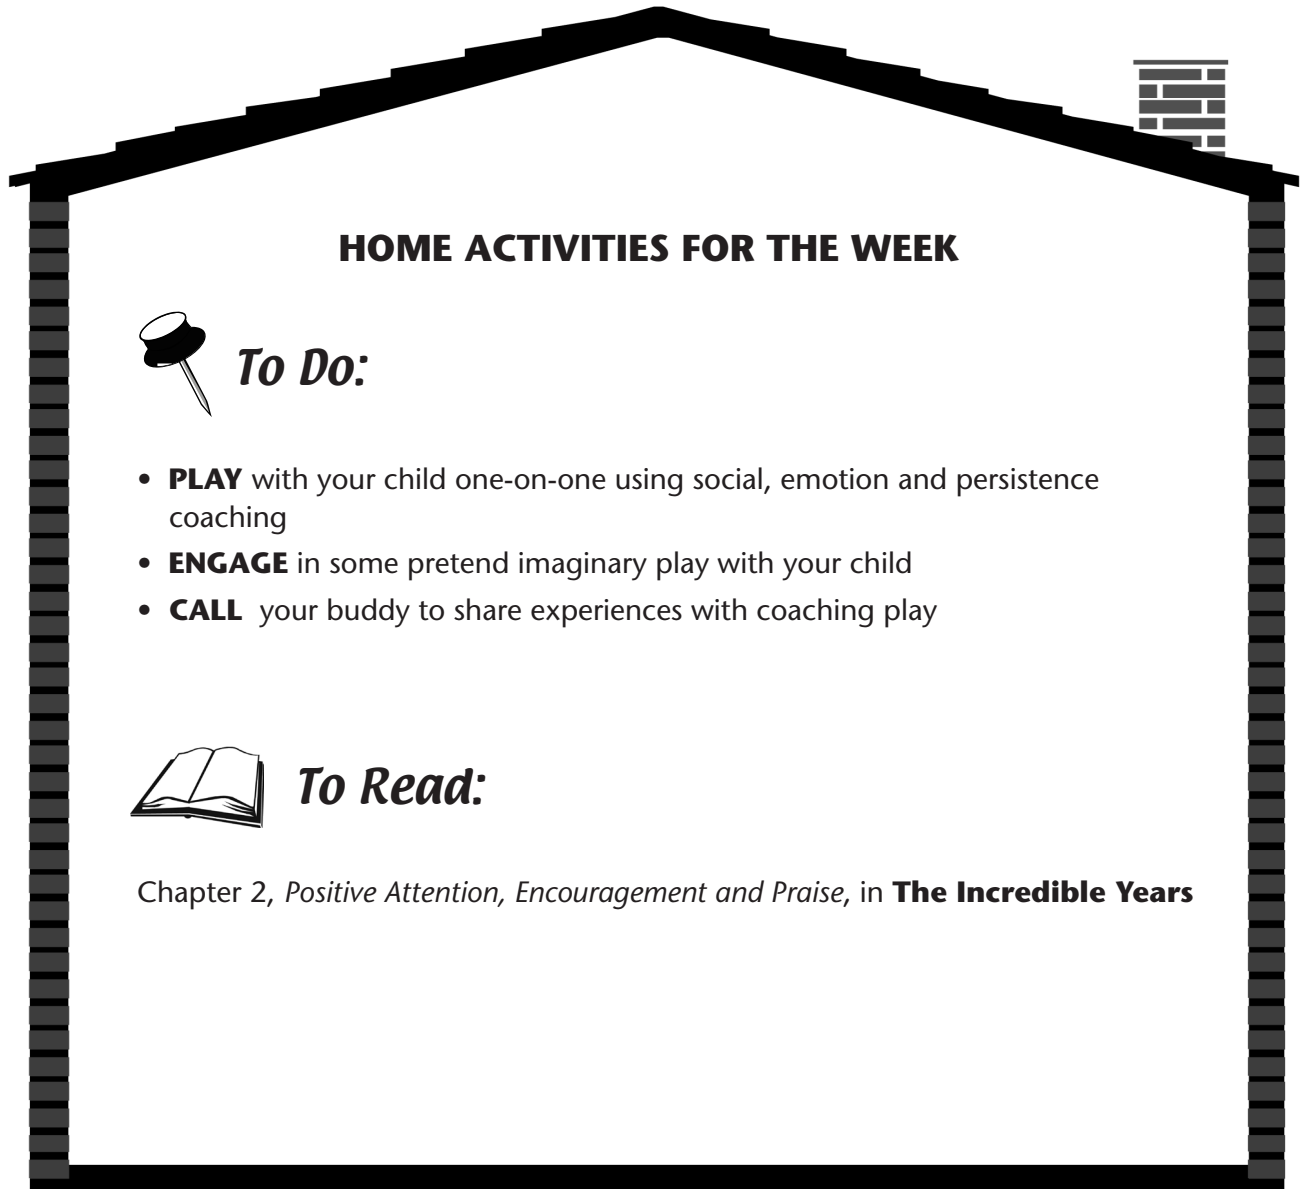 HOME ACTIVITIES FOR THE WEEK
To Do:
• PLAY with your child one-on-one using social, emotion and persistence
coaching
• ENGAGE in some pretend imaginary play with your child
• CALL  your buddy to share experiences with coaching play
To Read:
Chapter 2, Positive Attention, Encouragement and Praise, in The Incredible Years